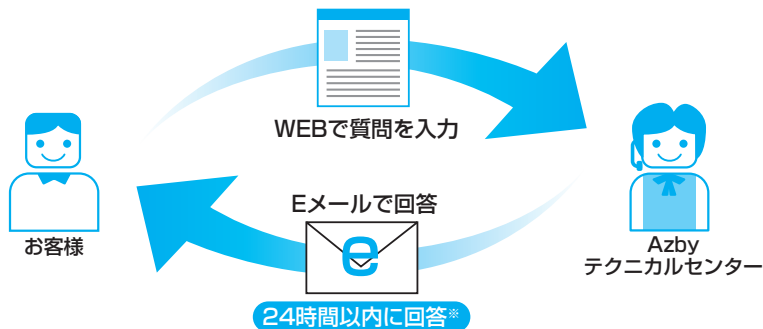 WEBで質問を入力
Eメールで回答
お客様
Azby
テクニカルセンター
e
24時間以内に回答※